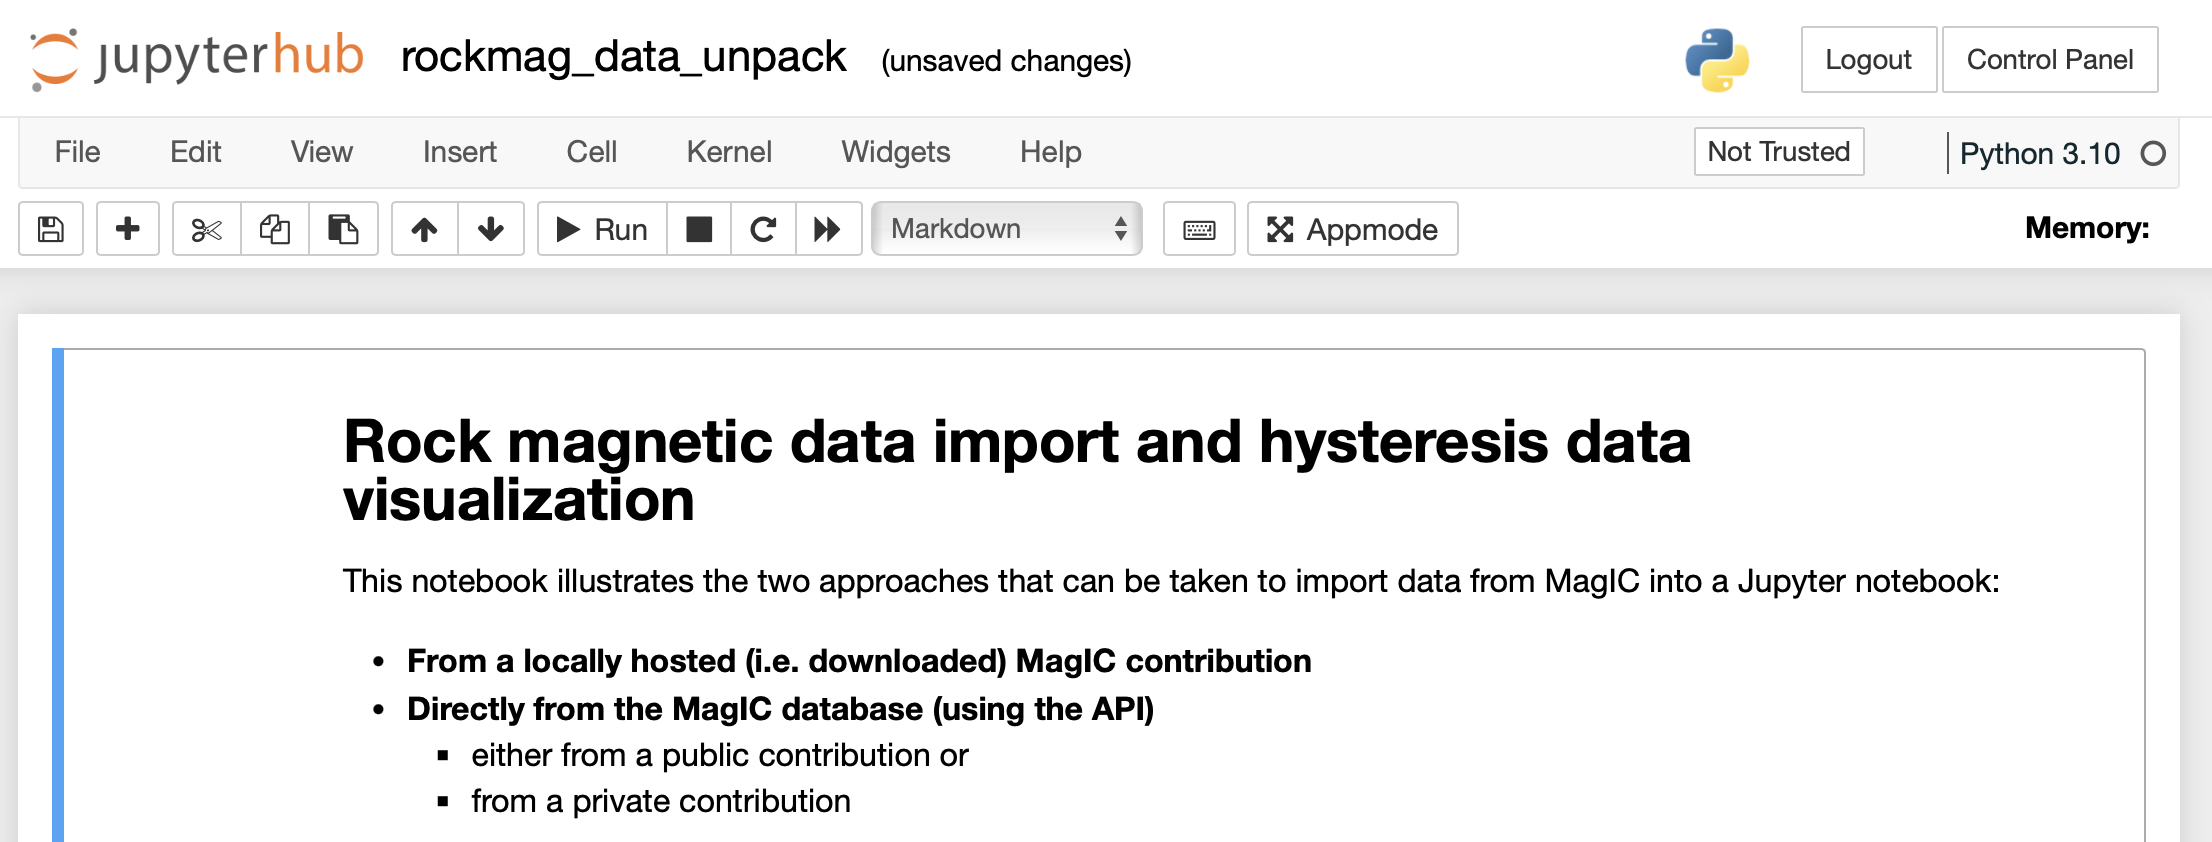 jupyterhub rockmag_data_unpack (unsaved changes) Logout Control Panel
File Edit View Insert Cell Kernel Widgets Help Not Trusted Python 3.10
Run Markdown Appmode Memory:
Rock magnetic data import and hysteresis data
visualization
This notebook illustrates the two approaches that can be taken to import data from MagIC into a Jupyter notebook:
• From a locally hosted (i.e. downloaded) MagIC contribution
• Directly from the MagIC database (using the API)
▪ either from a public contribution or
▪ from a private contribution